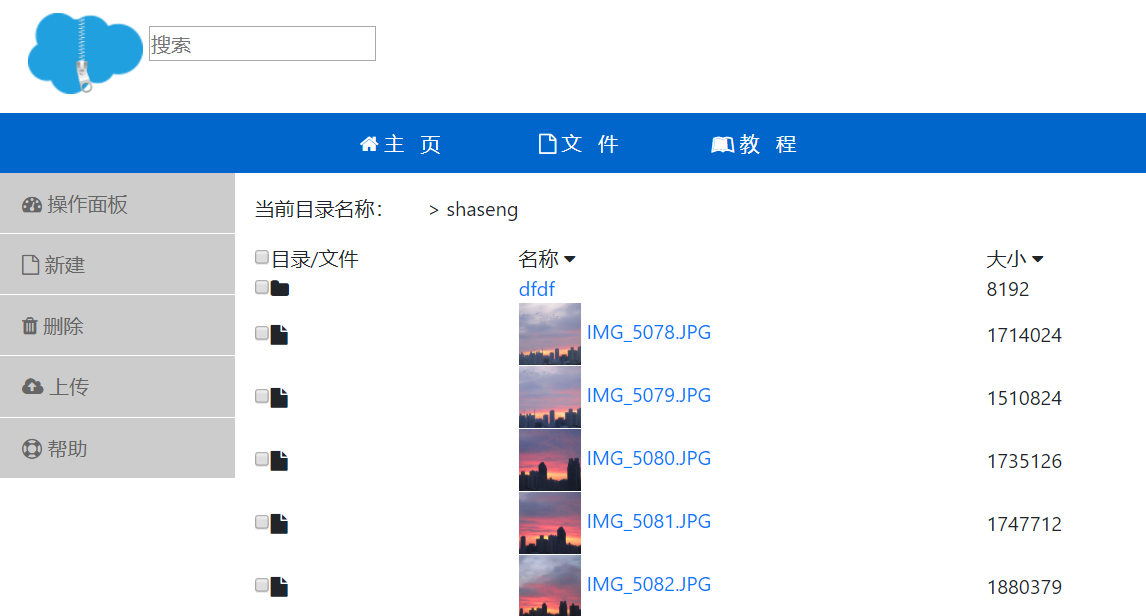 搜索
主 页 文 件 教 程
操作面板
新建
删除
上传
帮助
当前目录名称： > shaseng
目录/文件 名称 大小
dfdf 8192
IMG_5078.JPG 1714024
IMG_5079.JPG 1510824
IMG_5080.JPG 1735126
IMG_5081.JPG 1747712
IMG_5082.JPG 1880379